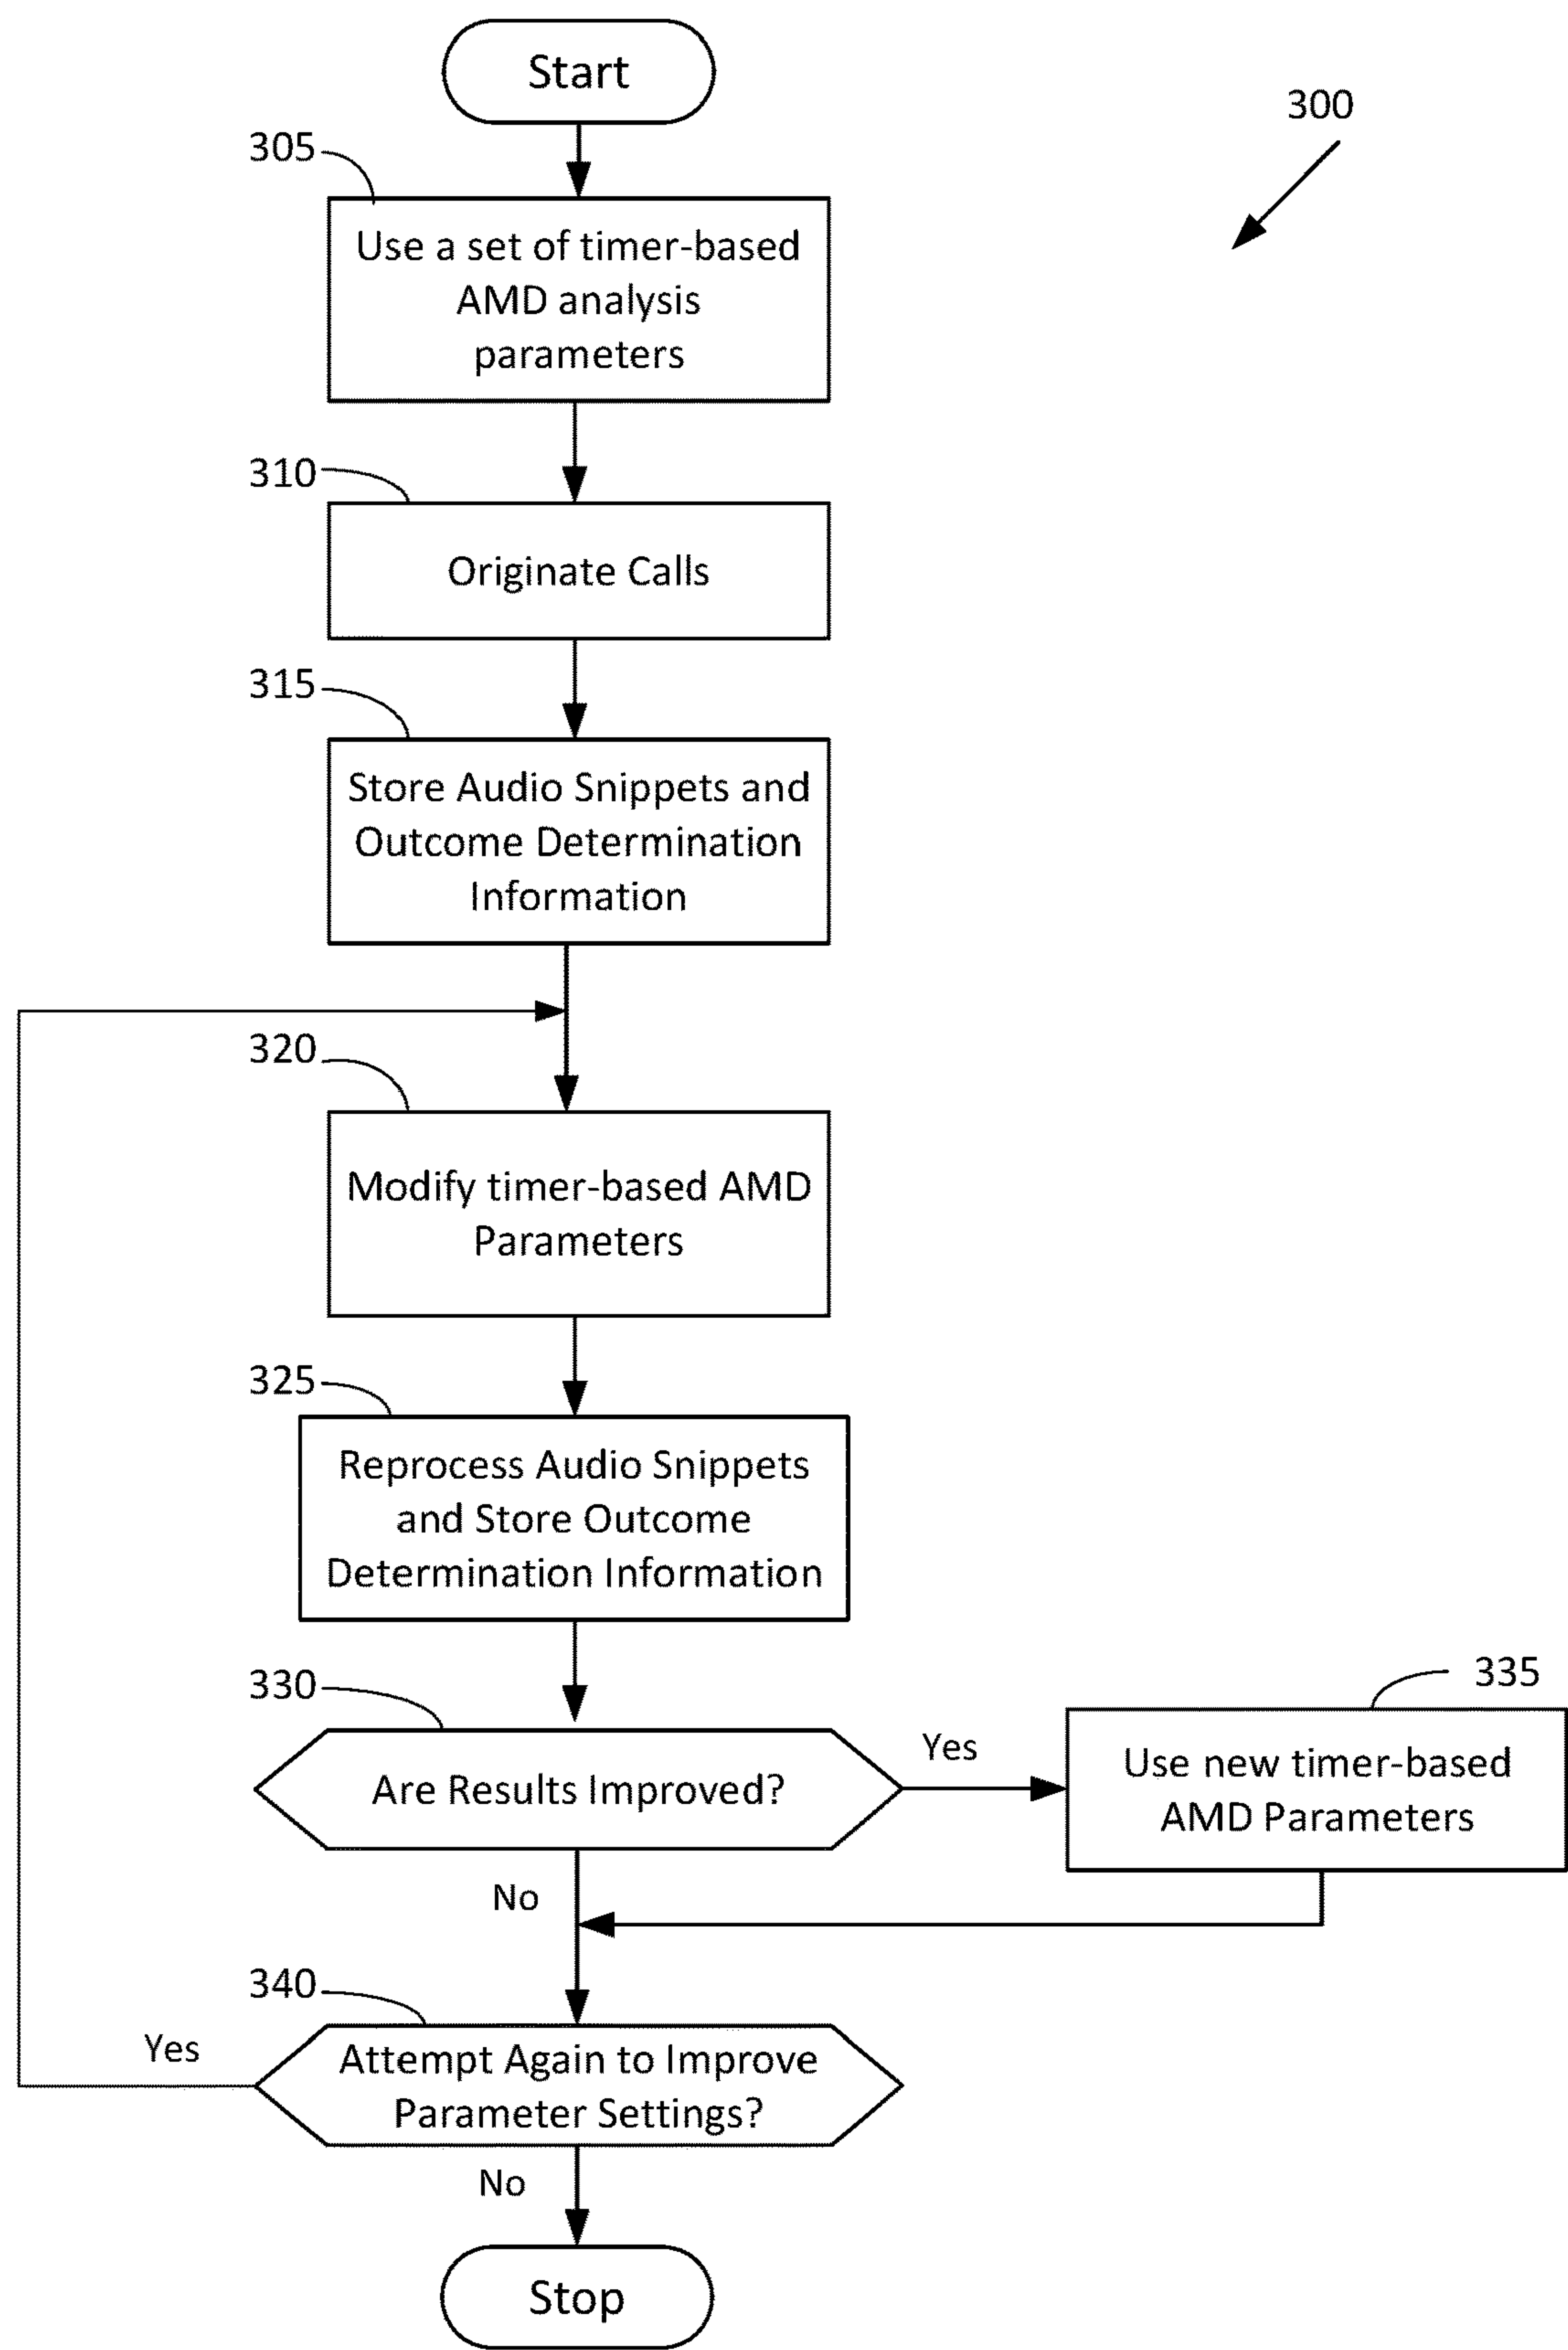 Start
300
305
Use a set of timer-based
AMD analysis
parameters
310
Originate Calls
315
Store Audio Snippets and
Outcome Determination
Information
320
Modify timer-based AMD
Parameters
325
Reprocess Audio Snippets
and Store Outcome
Determination Information
330
Are Results Improved?
Yes
335
Use new timer-based
AMD Parameters
No
340
Attempt Again to Improve
Parameter Settings?
Yes
No
Stop